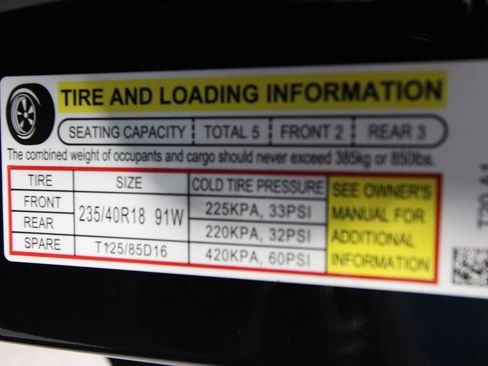 TIRE AND LOADING INFORMATION
SEATING CAPACITY TOTAL 5 FRONT 2 REAR 3
The combined weight of occupants and cargo should never exceed 385kg or 850lbs.
TIRE SIZE COLD TIRE PRESSURE SEE OWNER'S MANUAL FOR ADDITIONAL INFORMATION
FRONT 235/40R18 91W 225KPA, 33PSI
REAR 220KPA, 32PSI
SPARE T125/85D16 420KPA, 60PSI